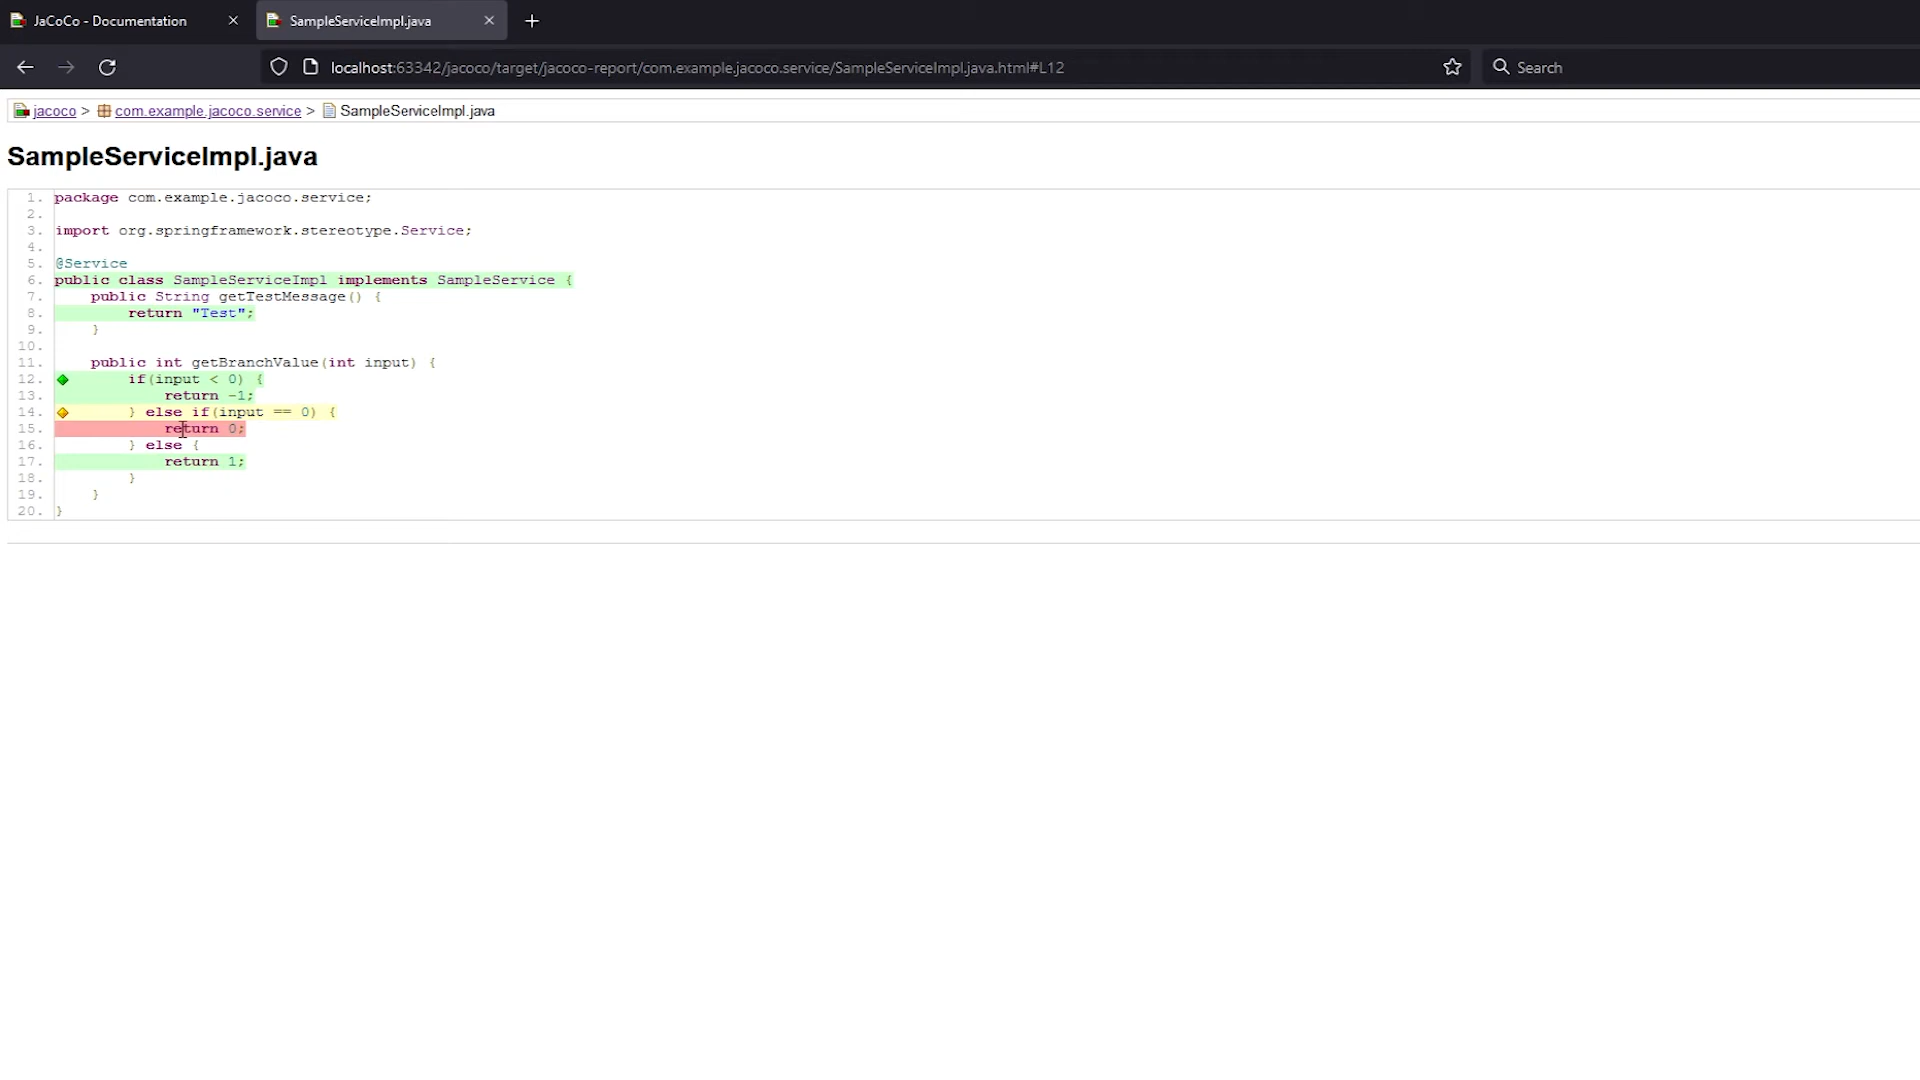 JaCoCo - Documentation
SampleServiceImpl.java
localhost:63342/jacoco/target/jacoco-report/com.example.jacoco.service/SampleServiceImpl.java.html#L12
Search
jacoco > com.example.jacoco.service > SampleServiceImpl.java
SampleServiceImpl.java
1. package com.example.jacoco.service;
2.
3. import org.springframework.stereotype.Service;
4.
5. @Service
6. public class SampleServiceImpl implements SampleService {
7.     public String getTestMessage() {
8.         return "Test";
9.     }
10.
11.     public int getBranchValue(int input) {
12.         if(input < 0) {
13.             return -1;
14.         } else if(input == 0) {
15.             return 0;
16.         } else {
17.             return 1;
18.         }
19.     }
20. }